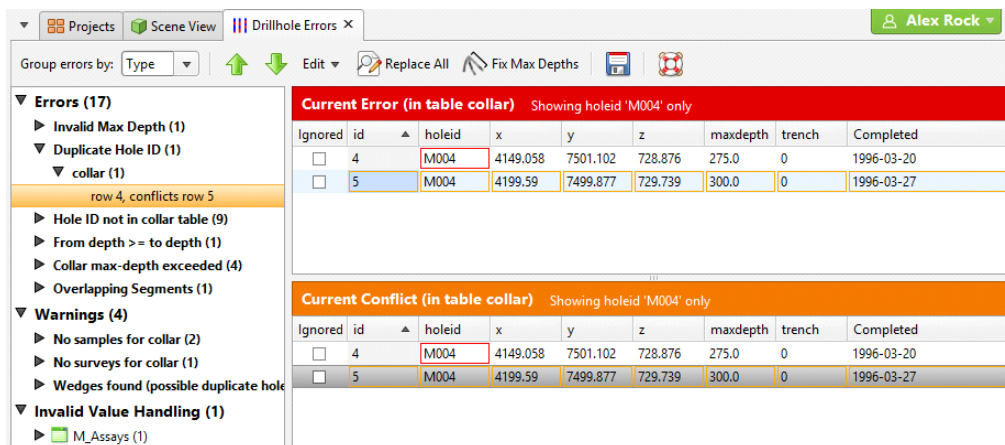 Projects Scene View Drillhole Errors X Alex Rock
Group errors by: Type Edit Replace All Fix Max Depths
Errors (17)
Invalid Max Depth (1)
Duplicate Hole ID (1)
collar (1)
row 4, conflicts row 5
Hole ID not in collar table (9)
From depth >= to depth (1)
Collar max-depth exceeded (4)
Overlapping Segments (1)
Warnings (4)
No samples for collar (2)
No surveys for collar (1)
Wedges found (possible duplicate hole
Invalid Value Handling (1)
M_Assays (1)
Current Error (in table collar) Showing holeid 'M004' only
Ignored id holeid x y z maxdepth trench Completed
4 M004 4149.058 7501.102 728.876 275.0 0 1996-03-20
5 M004 4199.59 7499.877 729.739 300.0 0 1996-03-27
Current Conflict (in table collar) Showing holeid 'M004' only
Ignored id holeid x y z maxdepth trench Completed
4 M004 4149.058 7501.102 728.876 275.0 0 1996-03-20
5 M004 4199.59 7499.877 729.739 300.0 0 1996-03-27